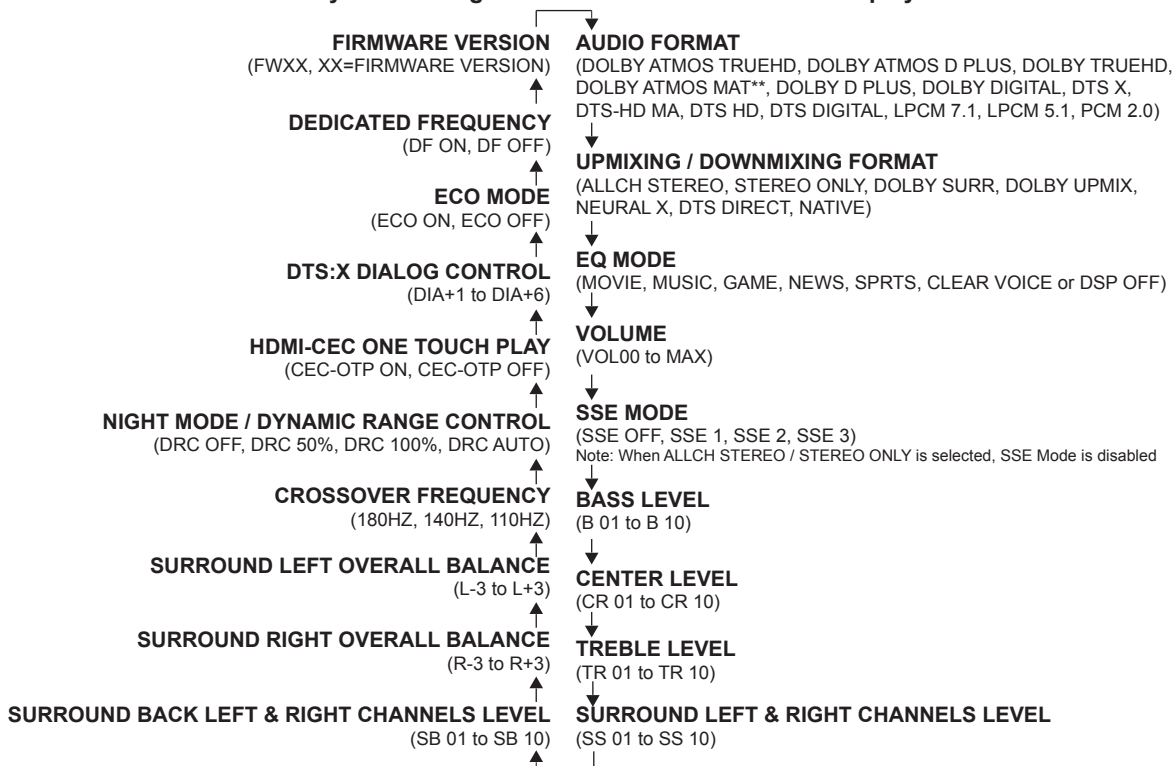 FIRMWARE VERSION
(FWXX, XX=FIRMWARE VERSION)
DEDICATED FREQUENCY
(DF ON, DF OFF)
ECO MODE
(ECO ON, ECO OFF)
DTS:X DIALOG CONTROL
(DIA+1 to DIA+6)
HDMI-CEC ONE TOUCH PLAY
(CEC-OTP ON, CEC-OTP OFF)
NIGHT MODE / DYNAMIC RANGE CONTROL
(DRC OFF, DRC 50%, DRC 100%, DRC AUTO)
CROSSOVER FREQUENCY
(180HZ, 140HZ, 110HZ)
SURROUND LEFT OVERALL BALANCE
(L-3 to L+3)
SURROUND RIGHT OVERALL BALANCE
(R-3 to R+3)
SURROUND BACK LEFT & RIGHT CHANNELS LEVEL
(SB 01 to SB 10)
AUDIO FORMAT
(DOLBY ATMOS TRUEHD, DOLBY ATMOS D PLUS, DOLBY TRUEHD,
DOLBY ATMOS MAT**, DOLBY D PLUS, DOLBY DIGITAL, DTS X,
DTS-HD MA, DTS HD, DTS DIGITAL, LPCM 7.1, LPCM 5.1, PCM 2.0)
UPMIXING / DOWNMIXING FORMAT
(ALLCH STEREO, STEREO ONLY, DOLBY SURR, DOLBY UPMIX,
NEURAL X, DTS DIRECT, NATIVE)
EQ MODE
(MOVIE, MUSIC, GAME, NEWS, SPRTS, CLEAR VOICE or DSP OFF)
VOLUME
(VOL00 to MAX)
SSE MODE
(SSE OFF, SSE 1, SSE 2, SSE 3)
Note: When ALLCH STEREO / STEREO ONLY is selected, SSE Mode is disabled
BASS LEVEL
(B 01 to B 10)
CENTER LEVEL
(CR 01 to CR 10)
TREBLE LEVEL
(TR 01 to TR 10)
SURROUND LEFT & RIGHT CHANNELS LEVEL
(SS 01 to SS 10)